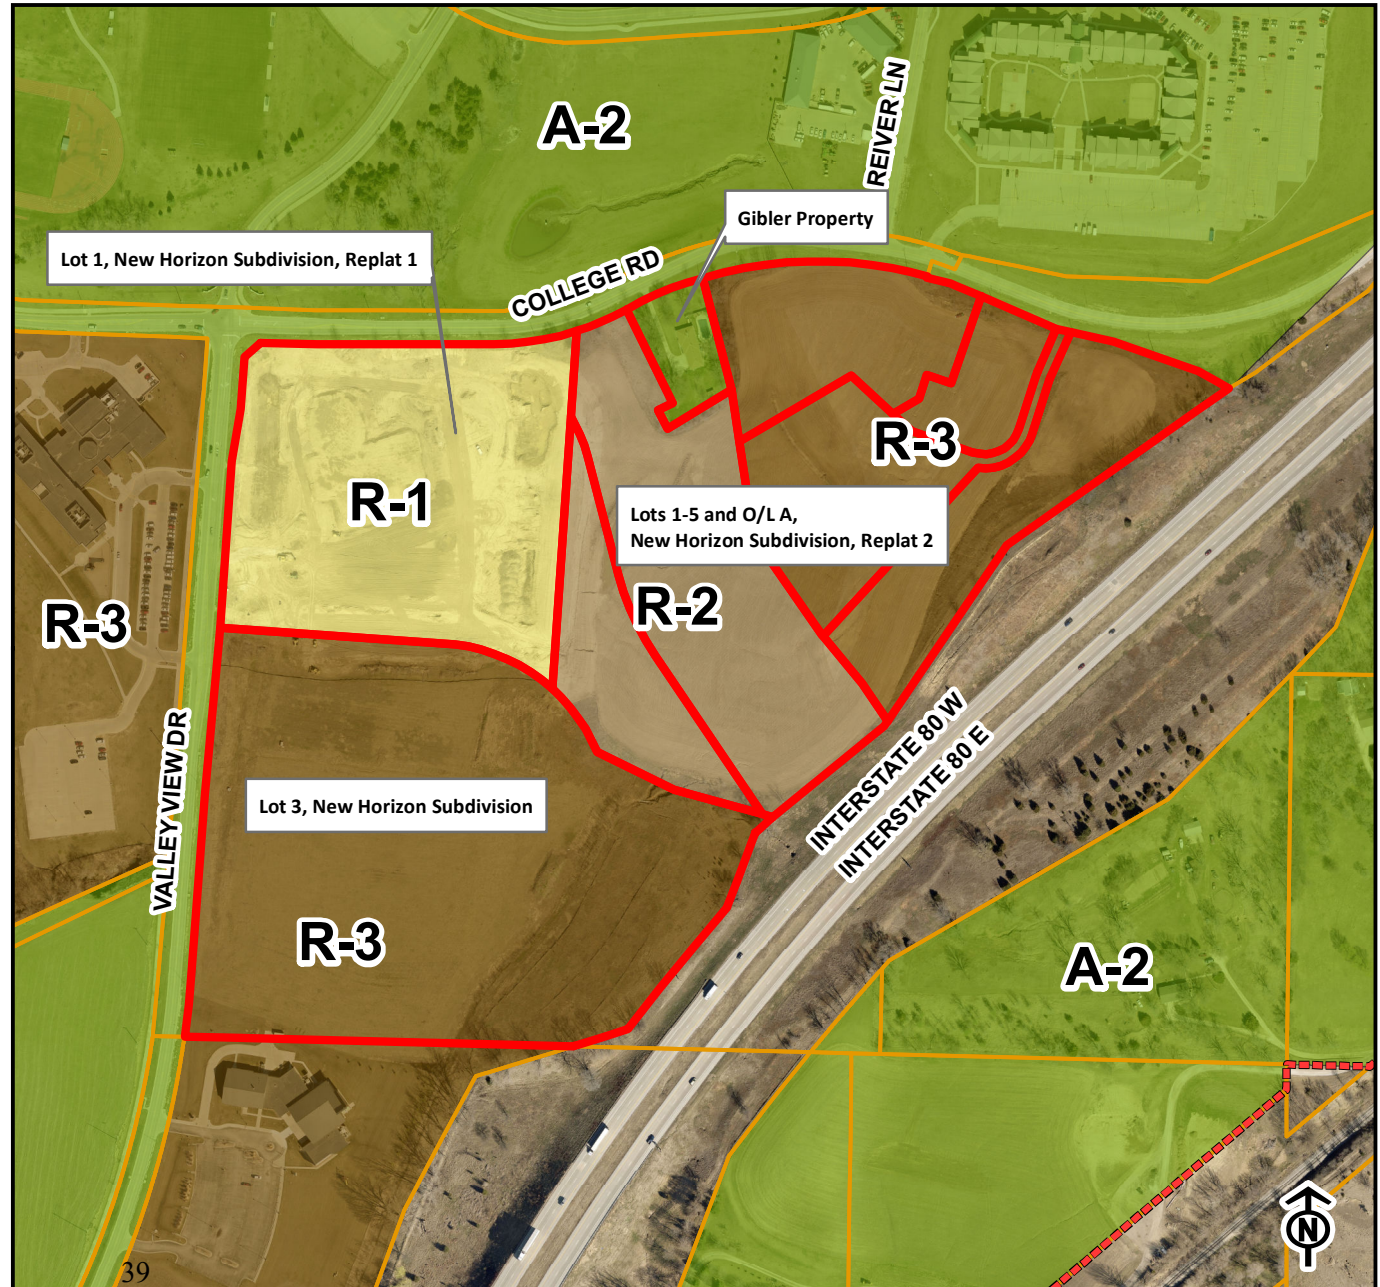 A-2
REIVER LN
Gibler Property
Lot 1, New Horizon Subdivision, Replat 1
COLLEGE RD
R-3
R-1
Lots 1-5 and O/L A,
New Horizon Subdivision, Replat 2
R-2
R-3
VALLEY VIEW DR
INTERSTATE 80 W
INTERSTATE 80 E
Lot 3, New Horizon Subdivision
R-3
A-2
N
39